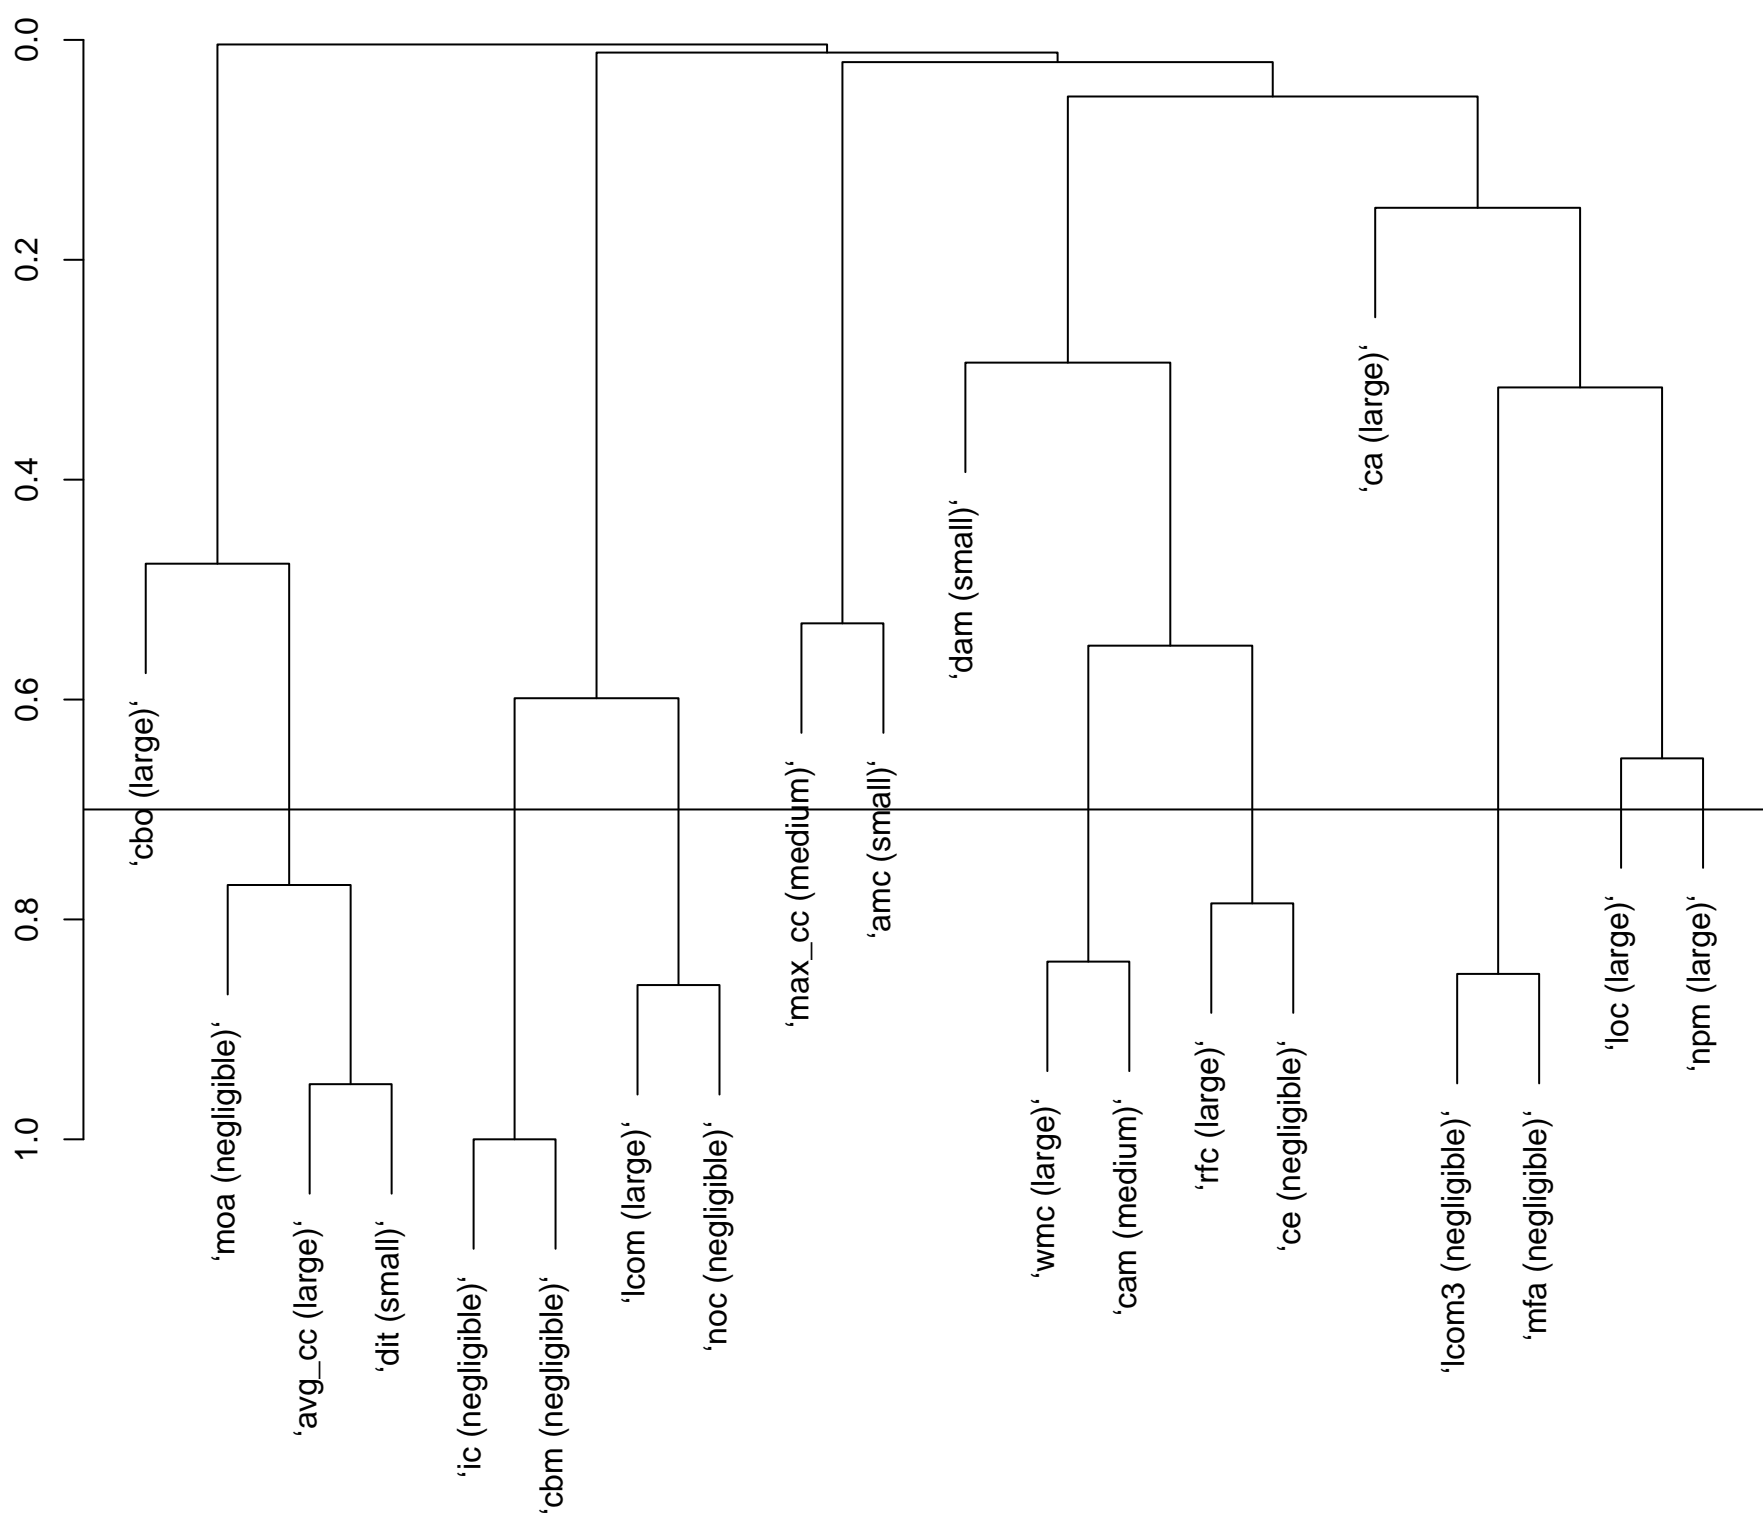 0.0
0.2
0.4
0.6
0.8
1.0
‘cbo (large)‘
‘moa (negligible)‘
‘avg_cc (large)‘
‘dit (small)‘
‘ic (negligible)‘
‘cbm (negligible)‘
‘lcom (large)‘
‘noc (negligible)‘
‘max_cc (medium)‘
‘amc (small)‘
‘dam (small)‘
‘wmc (large)‘
‘cam (medium)‘
‘rfc (large)‘
‘ce (negligible)‘
‘ca (large)‘
‘lcom3 (negligible)‘
‘mfa (negligible)‘
‘loc (large)‘
‘npm (large)‘